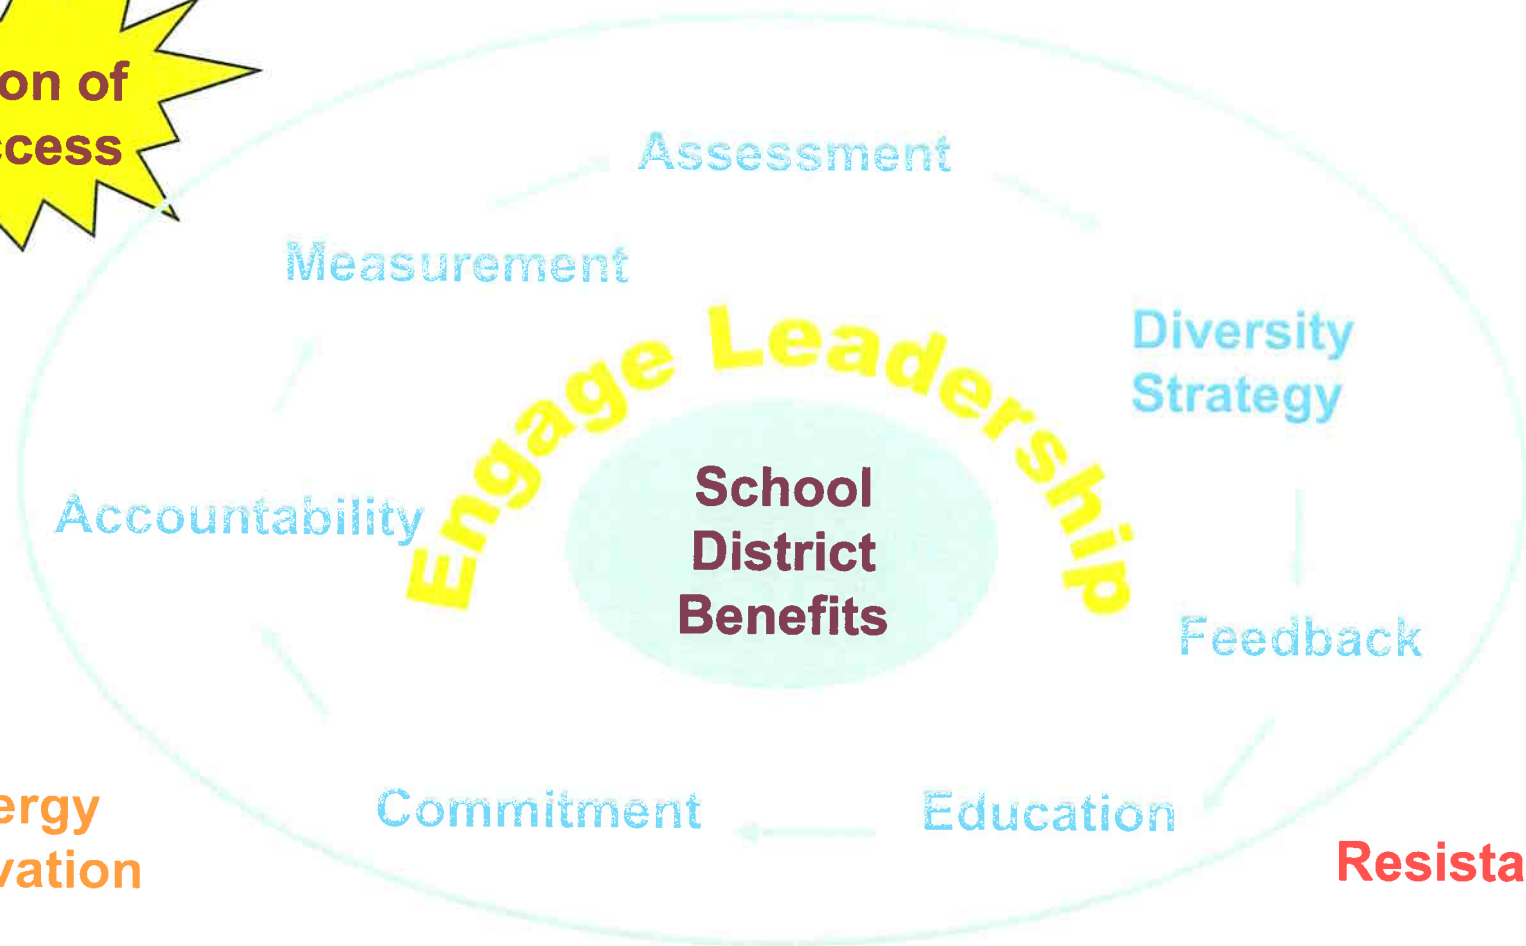 on of
ccess
Assessment
Measurement
Engage Leadership
Diversity
Strategy
School
District
Benefits
Accountability
Feedback
Commitment
Education
ergy
vation
Resista